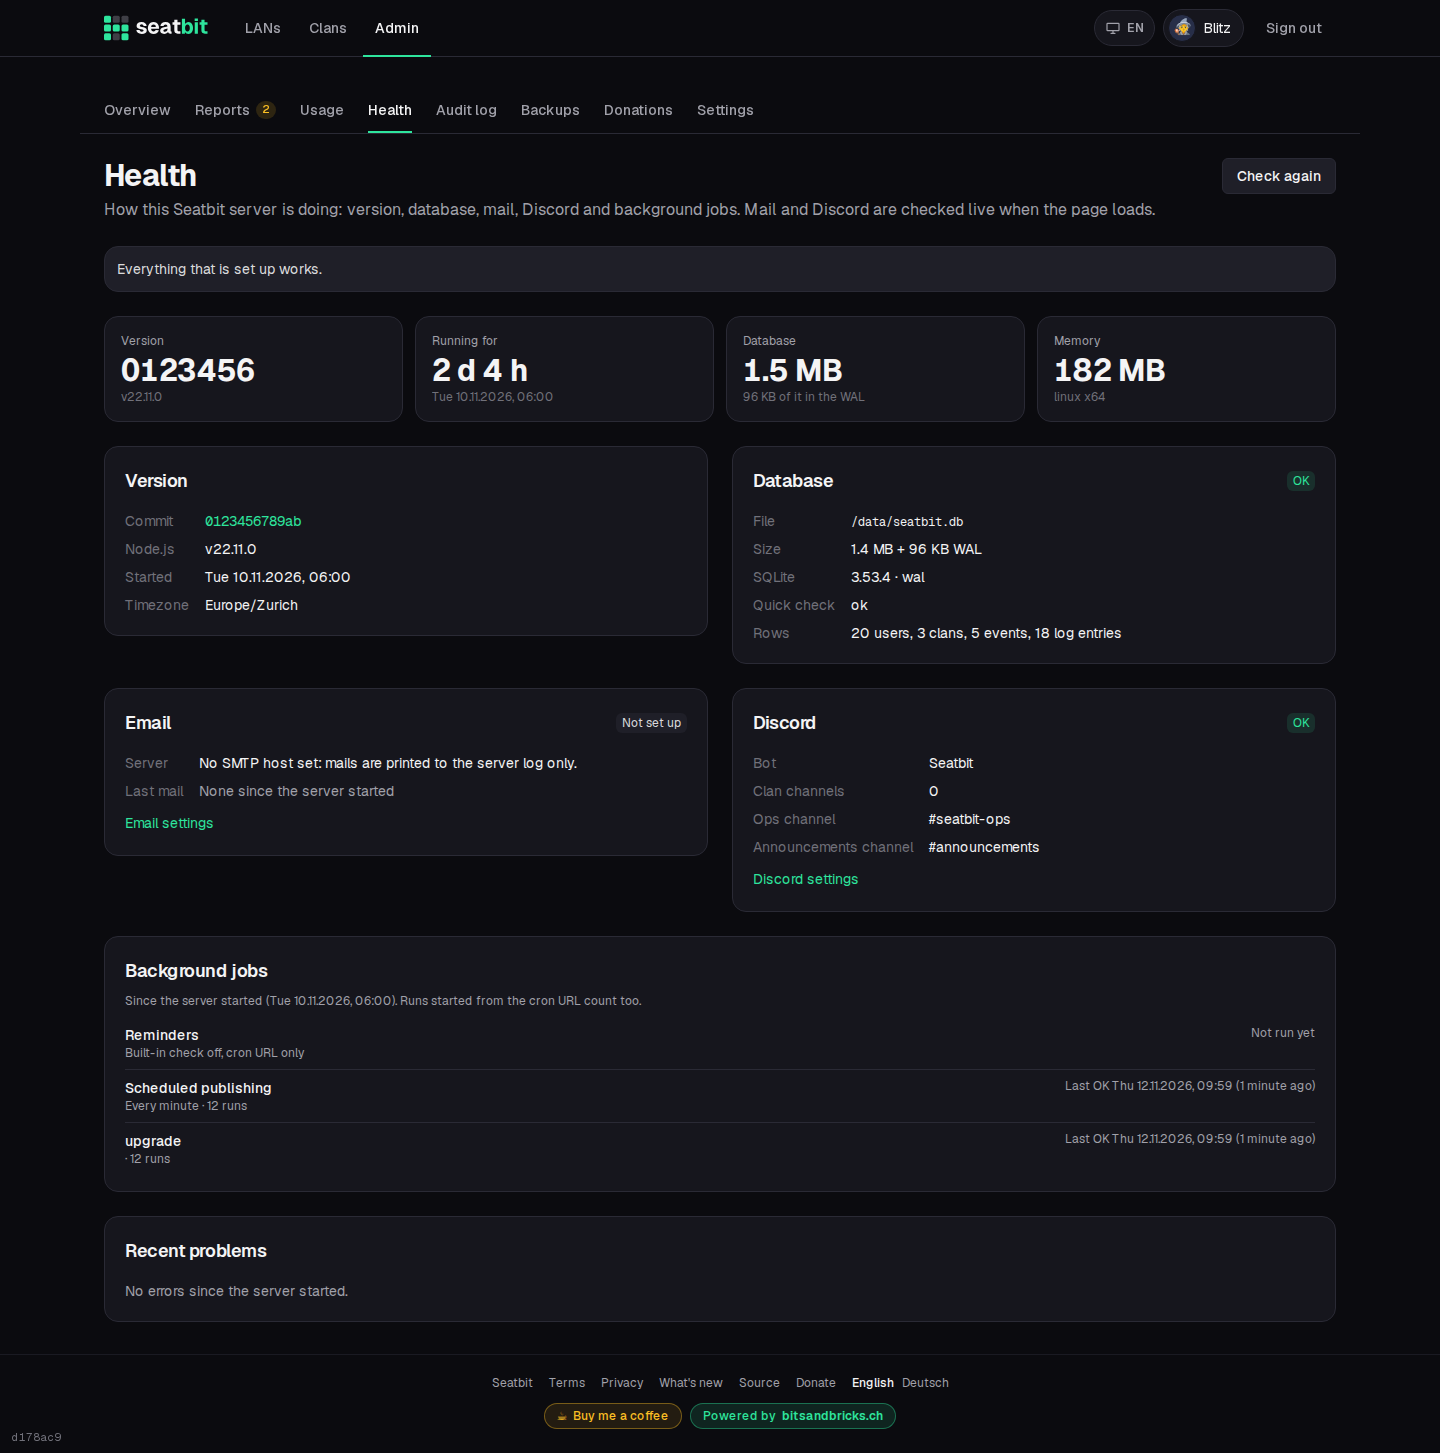 seatbit LANs Clans Admin EN Blitz Sign out
Overview Reports 2 Usage Health Audit log Backups Donations Settings
Health
Check again
How this Seatbit server is doing: version, database, mail, Discord and background jobs. Mail and Discord are checked live when the page loads.
Everything that is set up works.
Version
0123456
v22.11.0
Running for
2 d 4 h
Tue 10.11.2026, 06:00
Database
1.5 MB
96 KB of it in the WAL
Memory
182 MB
linux x64
Version
Commit 0123456789ab
Node.js v22.11.0
Started Tue 10.11.2026, 06:00
Timezone Europe/Zurich
Database OK
File /data/seatbit.db
Size 1.4 MB + 96 KB WAL
SQLite 3.53.4 · wal
Quick check ok
Rows 20 users, 3 clans, 5 events, 18 log entries
Email Not set up
Server No SMTP host set: mails are printed to the server log only.
Last mail None since the server started
Email settings
Discord OK
Bot Seatbit
Clan channels 0
Ops channel #seatbit-ops
Announcements channel #announcements
Discord settings
Background jobs
Since the server started (Tue 10.11.2026, 06:00). Runs started from the cron URL count too.
Reminders Not run yet
Built-in check off, cron URL only
Scheduled publishing Last OK Thu 12.11.2026, 09:59 (1 minute ago)
Every minute · 12 runs
upgrade Last OK Thu 12.11.2026, 09:59 (1 minute ago)
· 12 runs
Recent problems
No errors since the server started.
Seatbit Terms Privacy What's new Source Donate English Deutsch
Buy me a coffee Powered by bitsandbricks.ch
d178ac9